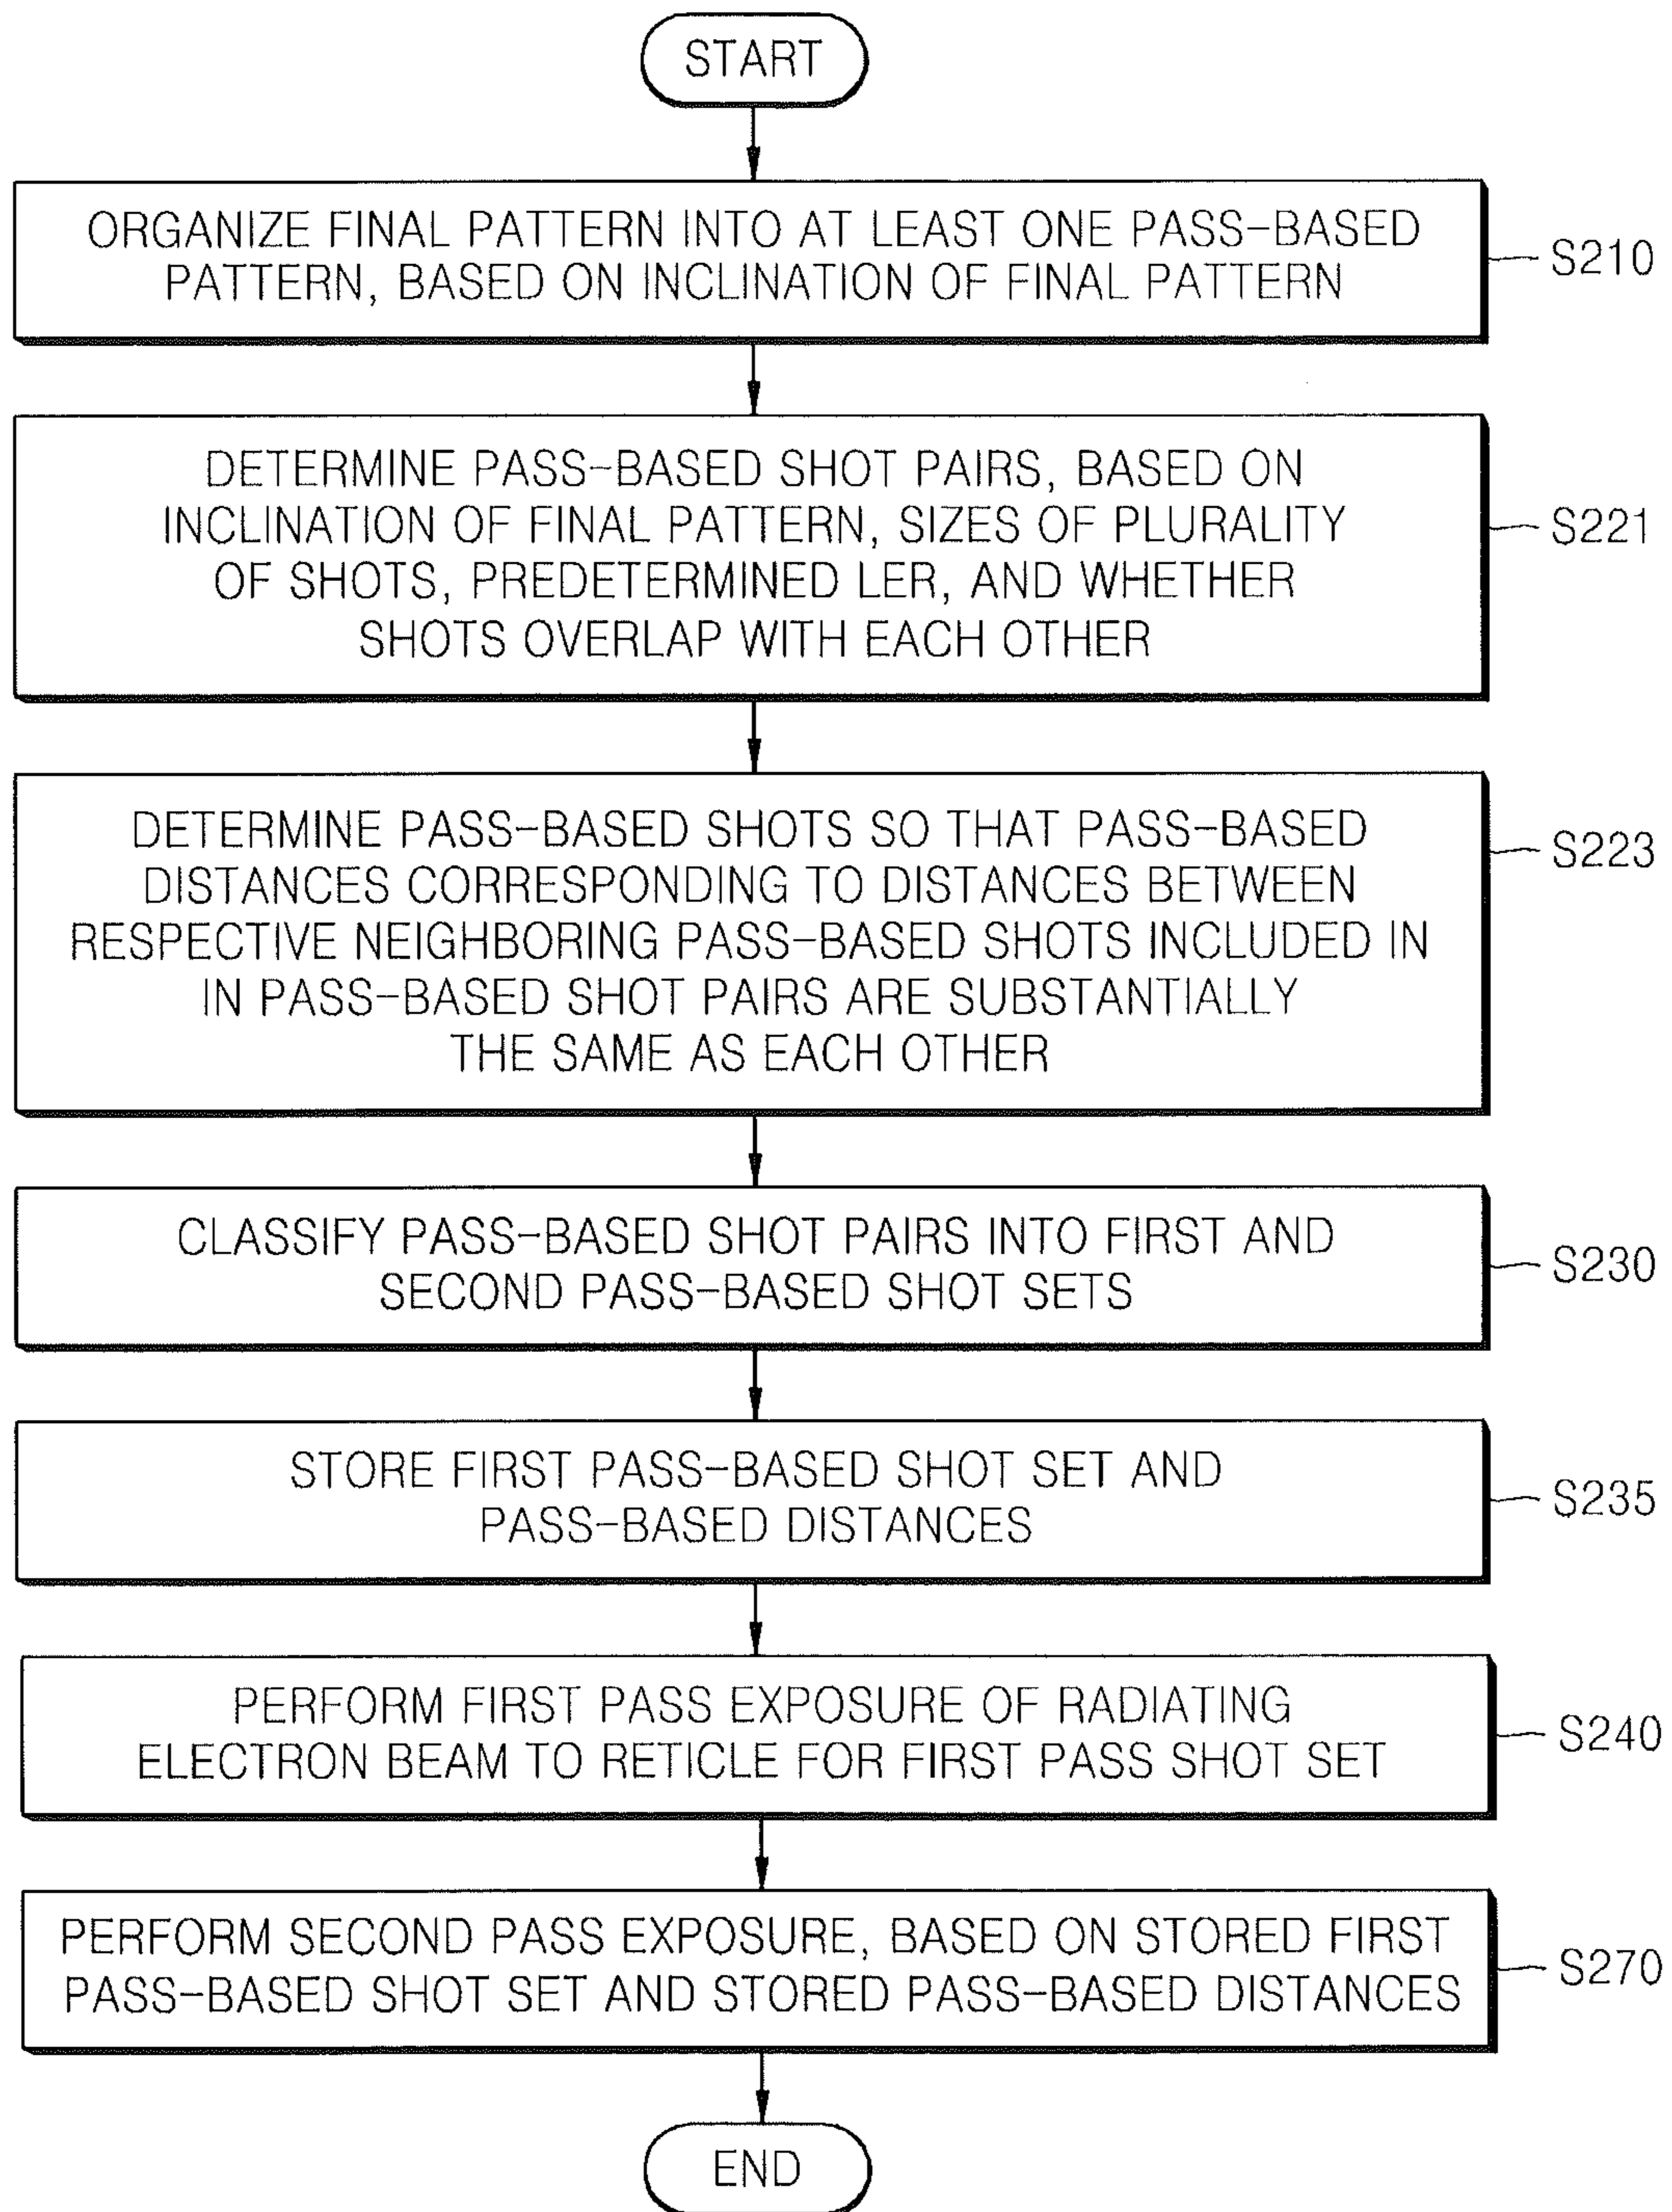 START
ORGANIZE FINAL PATTERN INTO AT LEAST ONE PASS-BASED
PATTERN, BASED ON INCLINATION OF FINAL PATTERN
S210
DETERMINE PASS-BASED SHOT PAIRS, BASED ON
INCLINATION OF FINAL PATTERN, SIZES OF PLURALITY
OF SHOTS, PREDETERMINED LER, AND WHETHER
SHOTS OVERLAP WITH EACH OTHER
S221
DETERMINE PASS-BASED SHOTS SO THAT PASS-BASED
DISTANCES CORRESPONDING TO DISTANCES BETWEEN
RESPECTIVE NEIGHBORING PASS-BASED SHOTS INCLUDED IN
IN PASS-BASED SHOT PAIRS ARE SUBSTANTIALLY
THE SAME AS EACH OTHER
S223
CLASSIFY PASS-BASED SHOT PAIRS INTO FIRST AND
SECOND PASS-BASED SHOT SETS
S230
STORE FIRST PASS-BASED SHOT SET AND
PASS-BASED DISTANCES
S235
PERFORM FIRST PASS EXPOSURE OF RADIATING
ELECTRON BEAM TO RETICLE FOR FIRST PASS SHOT SET
S240
PERFORM SECOND PASS EXPOSURE, BASED ON STORED FIRST
PASS-BASED SHOT SET AND STORED PASS-BASED DISTANCES
S270
END